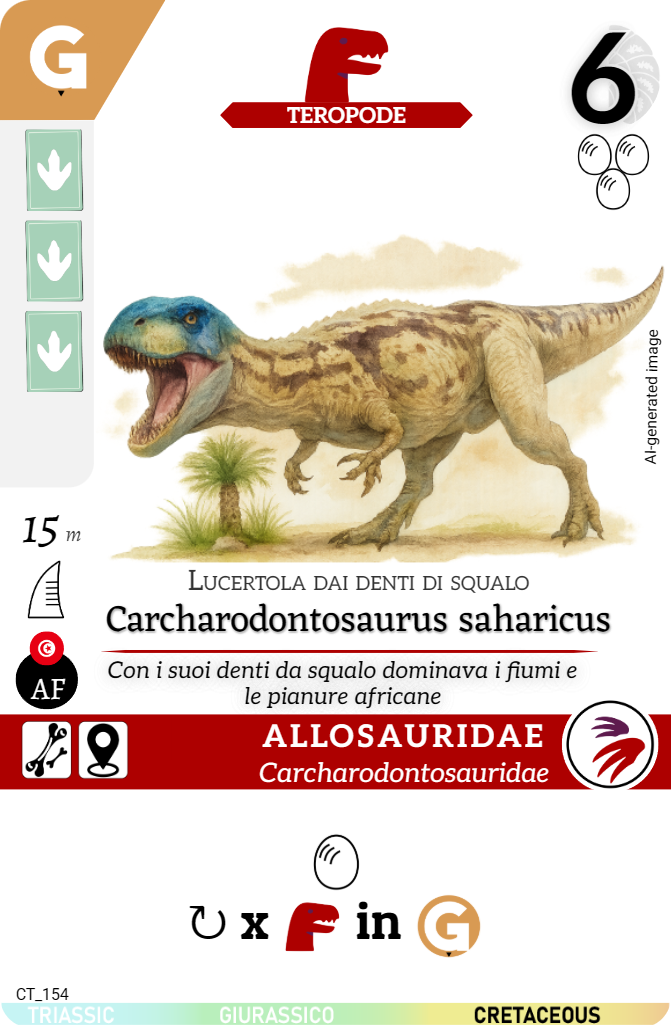 G
TEROPODE
6
AI-generated image
15 m
LUCERTOLA DAI DENTI DI SQUALO
Carcharodontosaurus saharicus
AF
Con i suoi denti da squalo dominava i fiumi e
le pianure africane
ALLOSAURIDAE
Carcharodontosauridae
↻ x in G
CT_154
TRIASSIC GIURASSICO CRETACEOUS